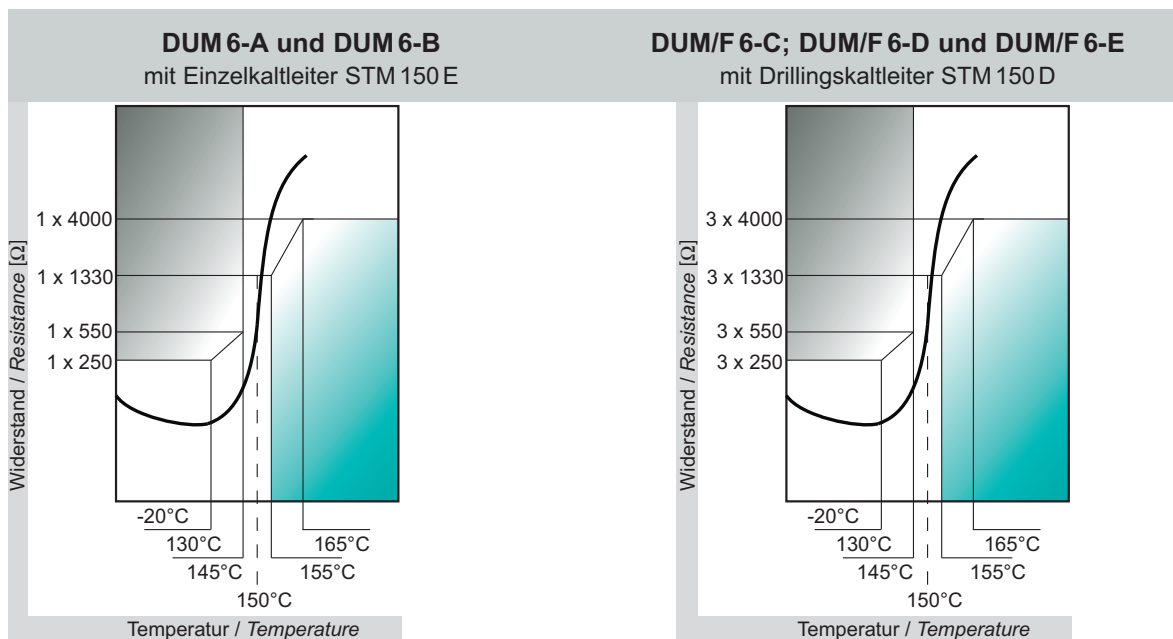 DUM 6-A und DUM 6-B
mit Einzelkaltleiter STM 150 E
Widerstand / Resistance [Ω]
1 x 4000
1 x 1330
1 x 550
1 x 250
-20°C
130°C
165°C
145°C
155°C
150°C
Temperatur / Temperature
DUM/F 6-C; DUM/F 6-D und DUM/F 6-E
mit Drillingskaltleiter STM 150 D
Widerstand / Resistance [Ω]
3 x 4000
3 x 1330
3 x 550
3 x 250
-20°C
130°C
165°C
145°C
155°C
150°C
Temperatur / Temperature